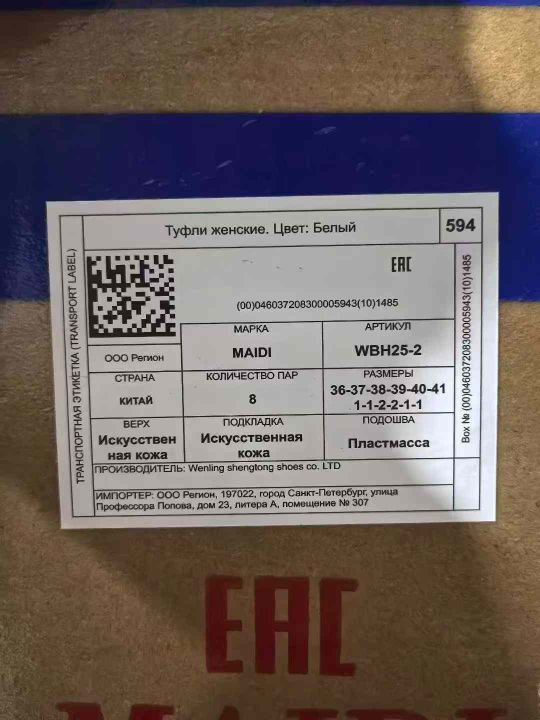 Туфли женские. Цвет: Белый
594
ТРАНСПОРТНАЯ ЭТИКЕТКА (TRANSPORT LABEL)
EAC
(00)046037208300005943(10)1485
Box № (00)046037208300005943(10)1485
ООО Регион
МАРКА
MAIDI
АРТИКУЛ
WBH25-2
СТРАНА
КИТАЙ
КОЛИЧЕСТВО ПАР
8
РАЗМЕРЫ
36-37-38-39-40-41
1-1-2-2-1-1
ВЕРХ
Искусствен
ная кожа
ПОДКЛАДКА
Искусственная
кожа
ПОДОШВА
Пластмасса
ПРОИЗВОДИТЕЛЬ: Wenling shengtong shoes co. LTD
ИМПОРТЕР: ООО Регион, 197022, город Санкт-Петербург, улица
Профессора Попова, дом 23, литера А, помещение № 307
EAC